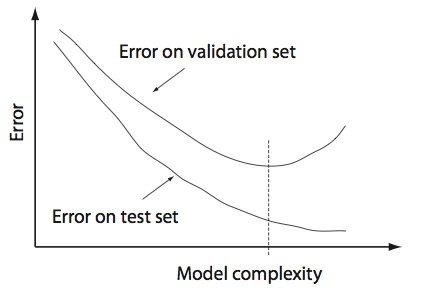 Error on validation set
Error
Error on test set
Model complexity